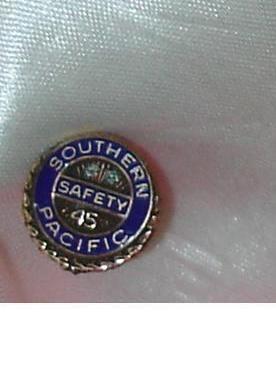 SOUTHERN
SAFETY
45
PACIFIC